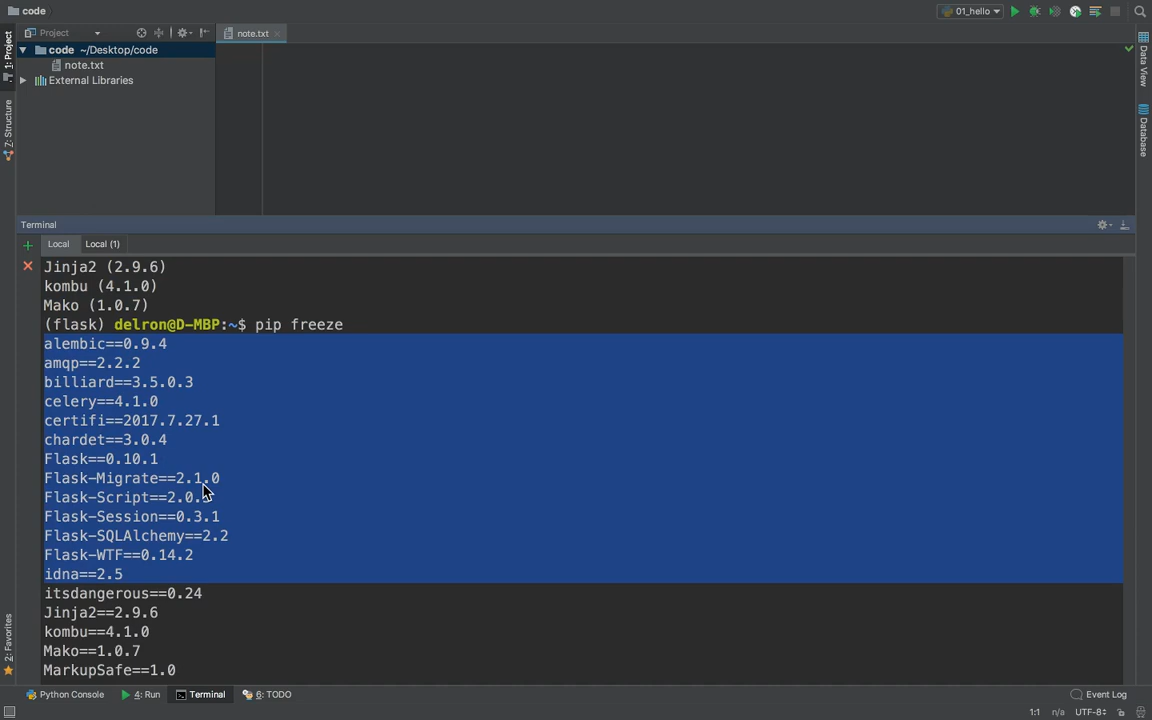 code
01_hello
Project
note.txt
1: Project
code ~/Desktop/code
note.txt
External Libraries
Z: Structure
Data View
Database
Terminal
Local
Local (1)
Jinja2 (2.9.6)
kombu (4.1.0)
Mako (1.0.7)
(flask) delron@D-MBP:~$ pip freeze
alembic==0.9.4
amqp==2.2.2
billiard==3.5.0.3
celery==4.1.0
certifi==2017.7.27.1
chardet==3.0.4
Flask==0.10.1
Flask-Migrate==2.1.0
Flask-Script==2.0.
Flask-Session==0.3.1
Flask-SQLAlchemy==2.2
Flask-WTF==0.14.2
idna==2.5
itsdangerous==0.24
Jinja2==2.9.6
kombu==4.1.0
Mako==1.0.7
MarkupSafe==1.0
2: Favorites
Python Console
4: Run
Terminal
6: TODO
Event Log
1:1
n/a
UTF-8